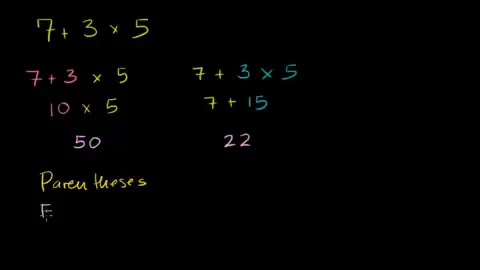 7 + 3 × 5
7 + 3 × 5
10 × 5
50
7 + 3 × 5
7 + 15
22
Parentheses
E